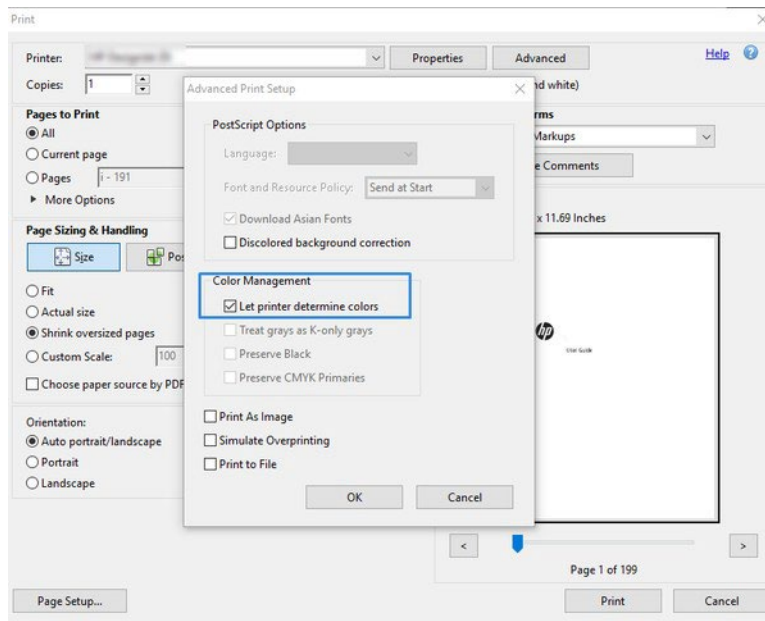 Print
Printer:
Properties
Advanced
Help
Copies:
1
nd white)
Advanced Print Setup
Pages to Print
All
Current page
Pages
i - 191
More Options
PostScript Options
Language:
Font and Resource Policy:
Send at Start
Download Asian Fonts
Discolored background correction
rms
Markups
e Comments
Page Sizing & Handling
Size
Pos
Fit
Actual size
Shrink oversized pages
Custom Scale:
100
Choose paper source by PDF
Color Management
Let printer determine colors
Treat grays as K-only grays
Preserve Black
Preserve CMYK Primaries
x 11.69 Inches
hp
User Guide
Orientation:
Auto portrait/landscape
Portrait
Landscape
Print As Image
Simulate Overprinting
Print to File
OK
Cancel
<
>
Page 1 of 199
Page Setup...
Print
Cancel